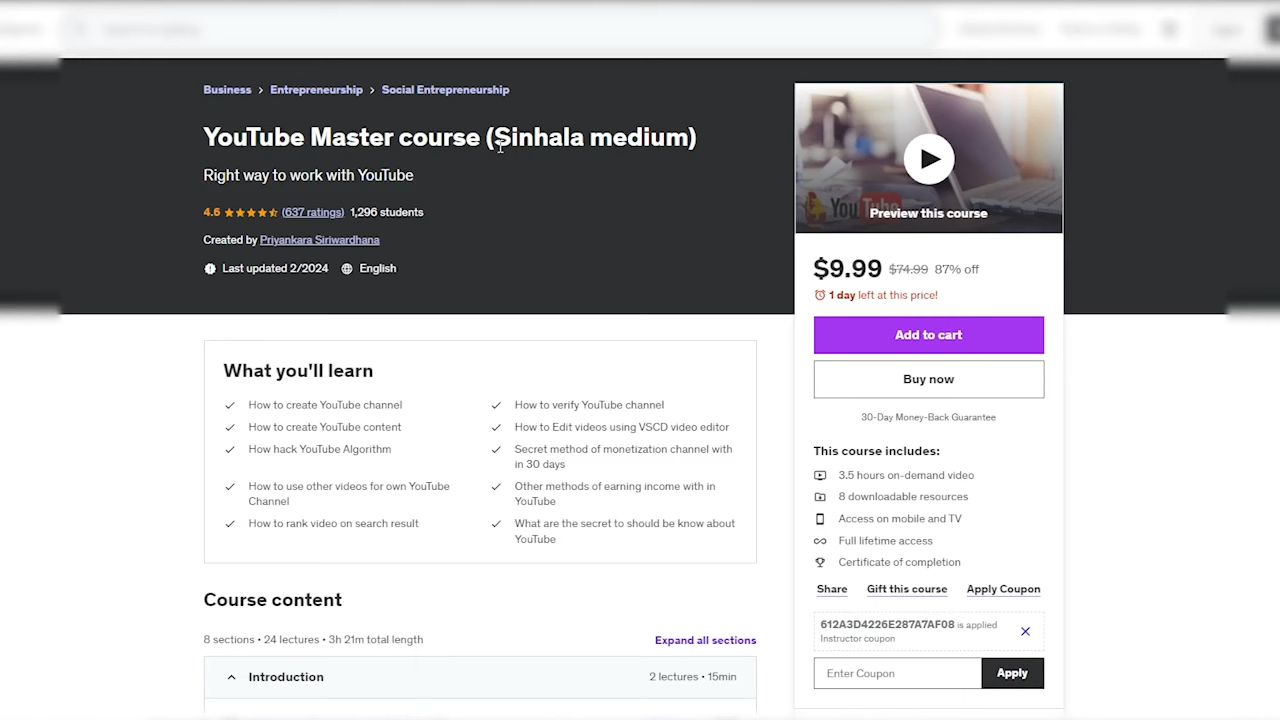 Business > Entrepreneurship > Social Entrepreneurship
YouTube Master course (Sinhala medium)
Right way to work with YouTube
4.6 (637 ratings) 1,296 students
Created by Priyankara Siriwardhana
Last updated 2/2024 English
YouTube
Preview this course
$9.99 $74.99 87% off
1 day left at this price!
Add to cart
Buy now
30-Day Money-Back Guarantee
This course includes:
3.5 hours on-demand video
8 downloadable resources
Access on mobile and TV
Full lifetime access
Certificate of completion
Share Gift this course Apply Coupon
612A3D4226E287A7AF08 is applied
Instructor coupon
Enter Coupon Apply
What you'll learn
How to create YouTube channel
How to create YouTube content
How hack YouTube Algorithm
How to use other videos for own YouTube
Channel
How to rank video on search result
How to verify YouTube channel
How to Edit videos using VSCD video editor
Secret method of monetization channel with
in 30 days
Other methods of earning income with in
YouTube
What are the secret to should be know about
YouTube
Course content
8 sections • 24 lectures • 3h 21m total length Expand all sections
Introduction 2 lectures • 15min